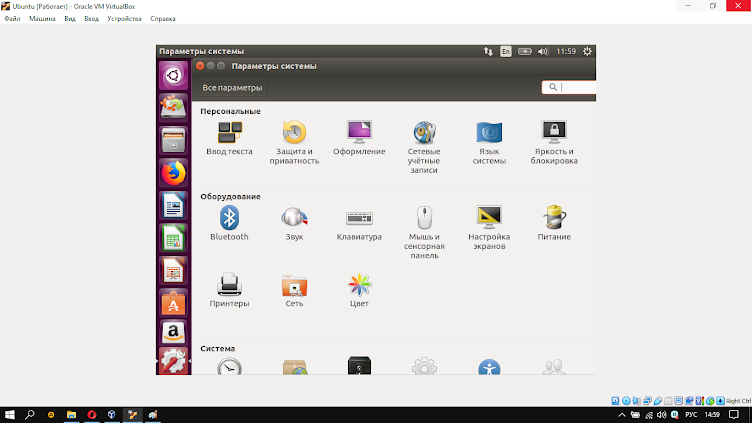 Ubuntu [Работает] - Oracle VM VirtualBox
Файл Машина Вид Ввод Устройства Справка
Параметры системы En 11:59
Параметры системы
Все параметры
Персональные
Ввод текста
Защита и приватность
Оформление
Сетевые учётные записи
Язык системы
Яркость и блокировка
Оборудование
Bluetooth
Звук
Клавиатура
Мышь и сенсорная панель
Настройка экранов
Питание
Принтеры
Сеть
Цвет
Система
Right Ctrl
РУС 14:59